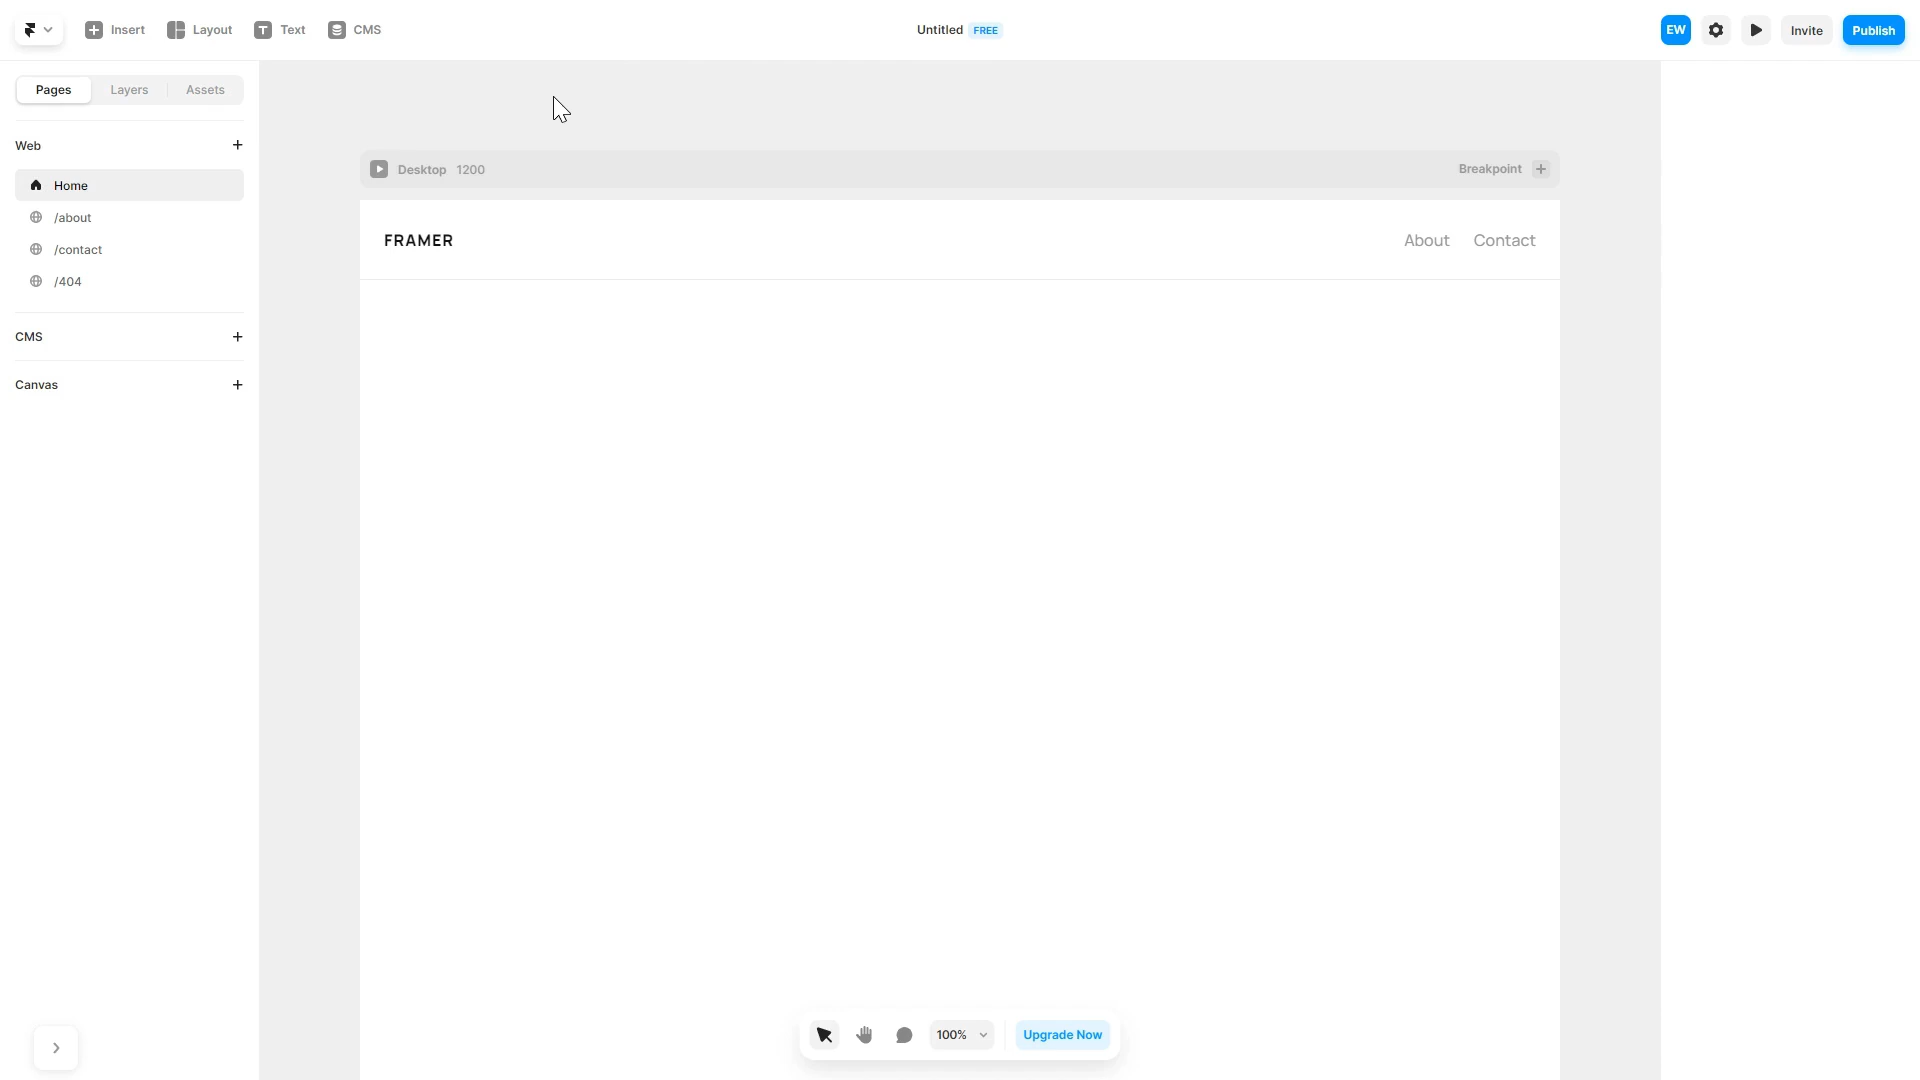 Insert Layout Text CMS Untitled FREE EW Invite Publish
Pages Layers Assets
Web
Home
/about
/contact
/404
CMS
Canvas
Desktop 1200 Breakpoint
FRAMER About Contact
100% Upgrade Now